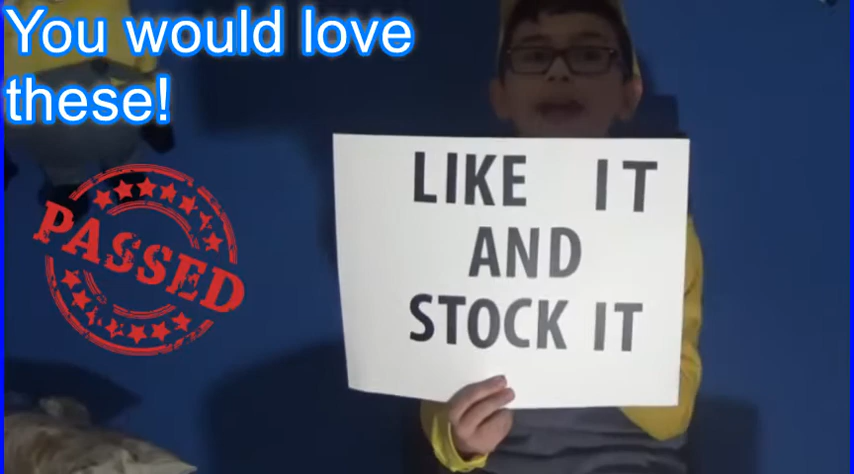 You would love
these!
PASSED
LIKE IT
AND
STOCK IT